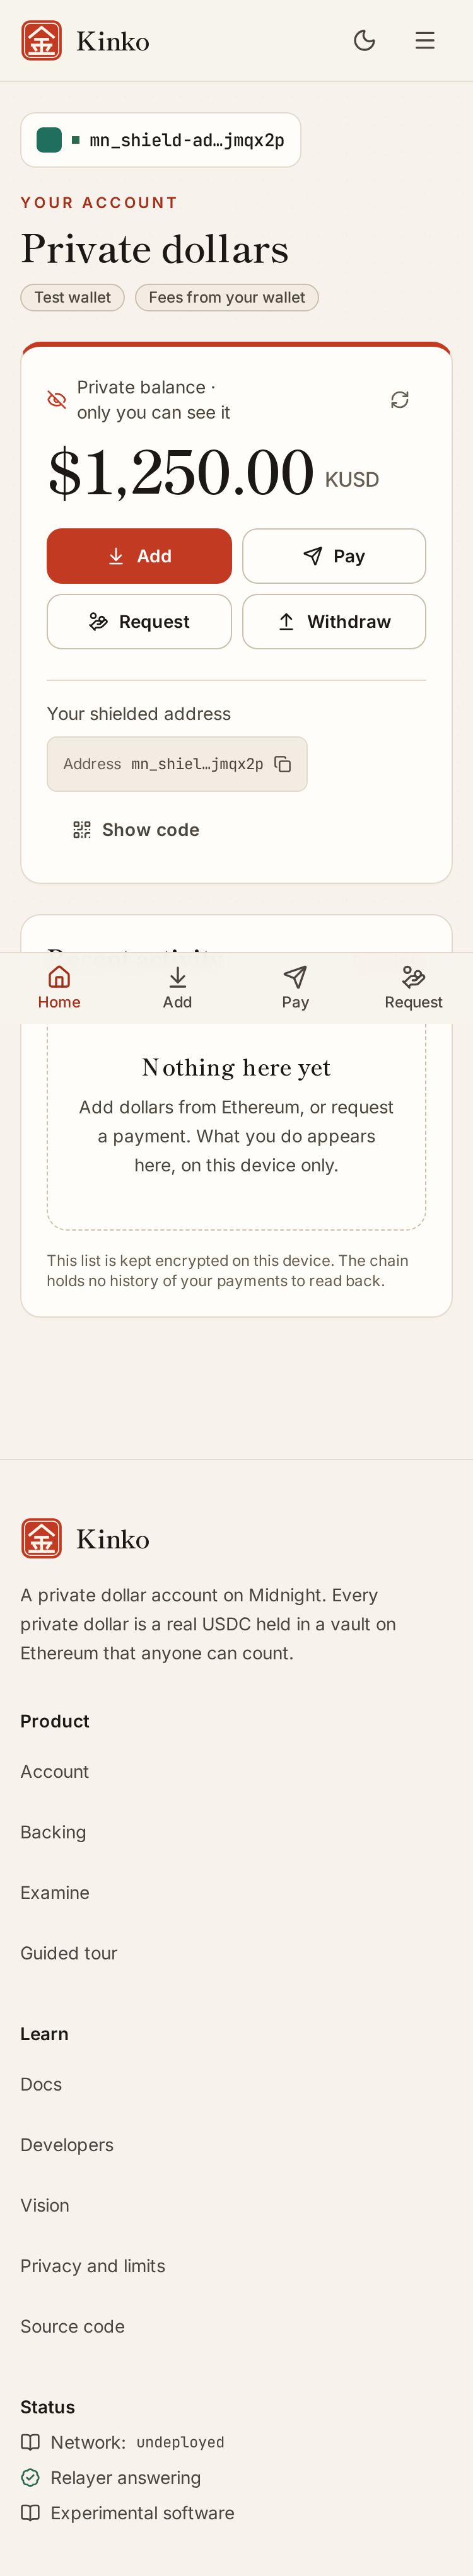 金 Kinko
mn_shield-ad…jmqx2p
YOUR ACCOUNT
Private dollars
Test wallet
Fees from your wallet
Private balance ·
only you can see it
$1,250.00 KUSD
Add
Pay
Request
Withdraw
Your shielded address
Address mn_shiel…jmqx2p
Show code
Home
Add
Pay
Request
Nothing here yet
Add dollars from Ethereum, or request
a payment. What you do appears
here, on this device only.
This list is kept encrypted on this device. The chain
holds no history of your payments to read back.
金 Kinko
A private dollar account on Midnight. Every
private dollar is a real USDC held in a vault on
Ethereum that anyone can count.
Product
Account
Backing
Examine
Guided tour
Learn
Docs
Developers
Vision
Privacy and limits
Source code
Status
Network: undeployed
Relayer answering
Experimental software